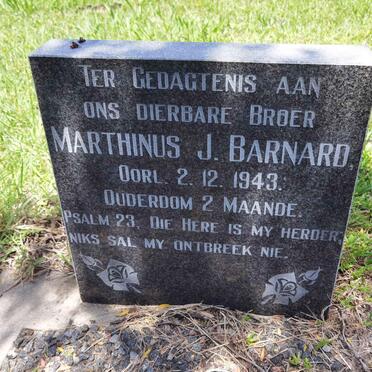 TER GEDAGTENIS AAN
ONS DIERBARE BROER
MARTHINUS J. BARNARD.
OORL. 2. 12. 1943.
OUDERDOM 2 MAANDE.
PSALM 23, DIE HERE IS MY HERDER,
NIKS SAL MY ONTBREEK NIE.